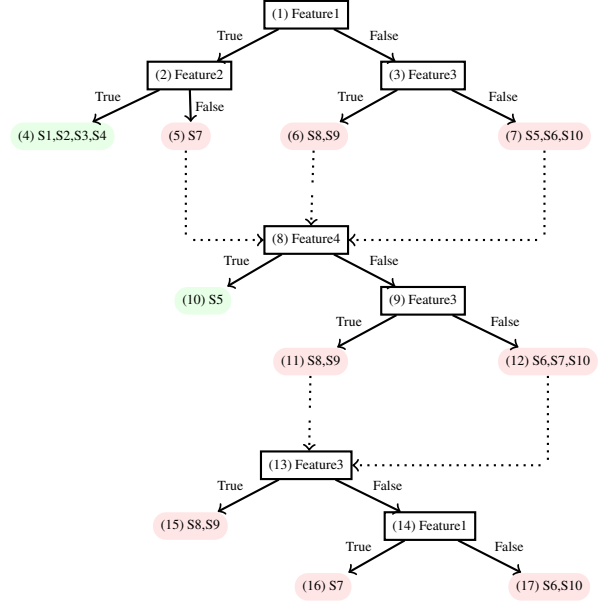 (1) Feature1
True
False
(2) Feature2
(3) Feature3
True
False
True
False
(4) S1,S2,S3,S4
(5) S7
(6) S8,S9
(7) S5,S6,S10
(8) Feature4
True
False
(10) S5
(9) Feature3
True
False
(11) S8,S9
(12) S6,S7,S10
(13) Feature3
True
False
(15) S8,S9
(14) Feature1
True
False
(16) S7
(17) S6,S10